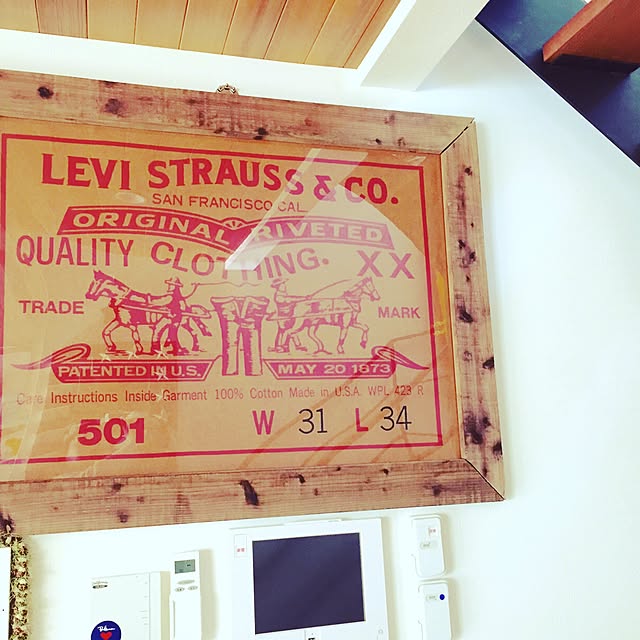 LEVI STRAUSS & CO.
SAN FRANCISCO CAL
ORIGINAL RIVETED
QUALITY CLOTHING. XX
TRADE MARK
PATENTED IN U.S. MAY 20 1873
Care Instructions Inside Garment 100% Cotton Made in U.S.A. WPL 423 R
501 W 31 L 34